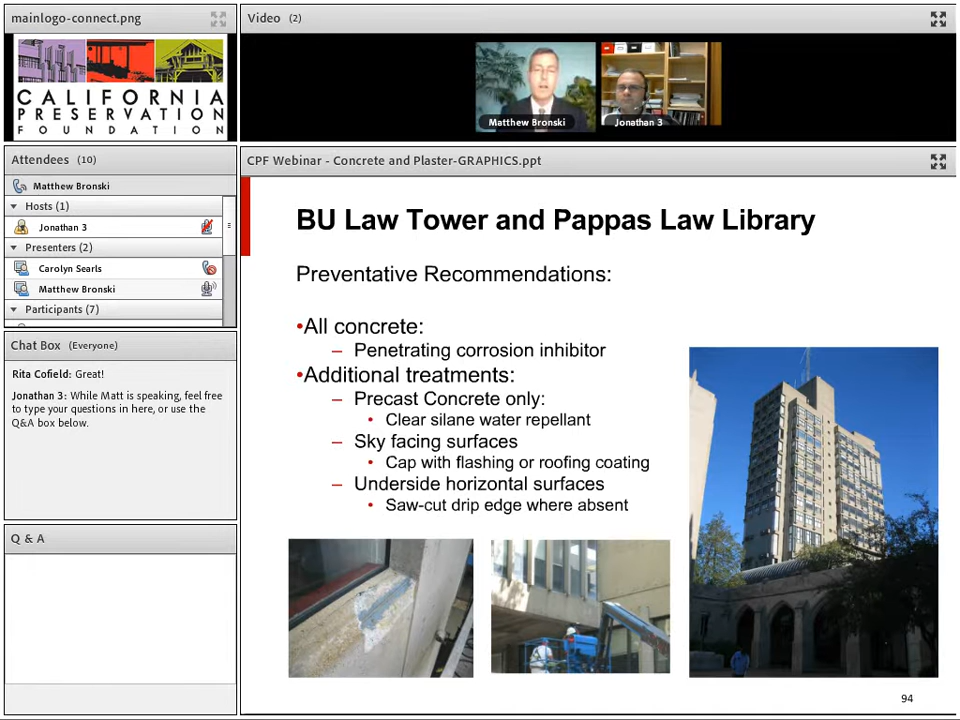 mainlogo-connect.png
CALIFORNIA
PRESERVATION
FOUNDATION
Video (2)
Matthew Bronski
Jonathan 3
Attendees (10)
Matthew Bronski
Hosts (1)
Jonathan 3
Presenters (2)
Carolyn Searls
Matthew Bronski
Participants (7)
Chat Box (Everyone)
Rita Cofield: Great!
Jonathan 3: While Matt is speaking, feel free
to type your questions in here, or use the
Q&A box below.
Q & A
CPF Webinar - Concrete and Plaster-GRAPHICS.ppt
BU Law Tower and Pappas Law Library
Preventative Recommendations:
•All concrete:
– Penetrating corrosion inhibitor
•Additional treatments:
– Precast Concrete only:
• Clear silane water repellant
– Sky facing surfaces
• Cap with flashing or roofing coating
– Underside horizontal surfaces
• Saw-cut drip edge where absent
94